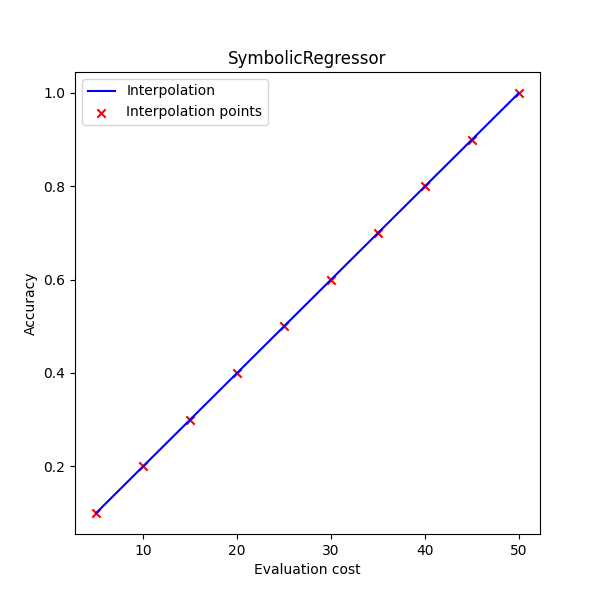 SymbolicRegressor
Interpolation
Interpolation points
1.0
0.8
0.6
0.4
0.2
Accuracy
10 20 30 40 50
Evaluation cost